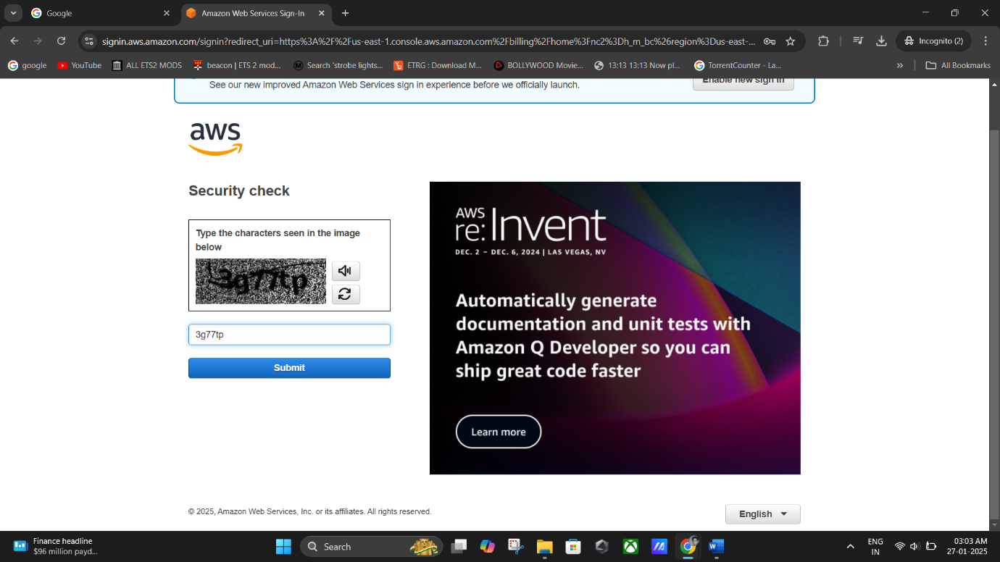 Google
Amazon Web Services Sign-In
signin.aws.amazon.com/signin?redirect_uri=https%3A%2F%2Fus-east-1.console.aws.amazon.com%2Fbilling%2Fhome%3Fnc2%3Dh_m_bc%26region%3Dus-east-...
Incognito (2)
google
YouTube
ALL ETS2 MODS
beacon | ETS 2 mod...
Search 'strobe lights...
ETRG : Download M...
BOLLYWOOD Movie...
13:13 13:13 Now pl...
TorrentCounter - La...
»
All Bookmarks
See our new improved Amazon Web Services sign in experience before we officially launch.
Enable new sign in
aws
Security check
Type the characters seen in the image
below
3g77tp
3g77tp
Submit
AWS
re:Invent
DEC. 2 – DEC. 6, 2024 | LAS VEGAS, NV
Automatically generate
documentation and unit tests with
Amazon Q Developer so you can
ship great code faster
Learn more
© 2025, Amazon Web Services, Inc. or its affiliates. All rights reserved.
English
Finance headline
$96 million payd...
Search
ENG
IN
03:03 AM
27-01-2025